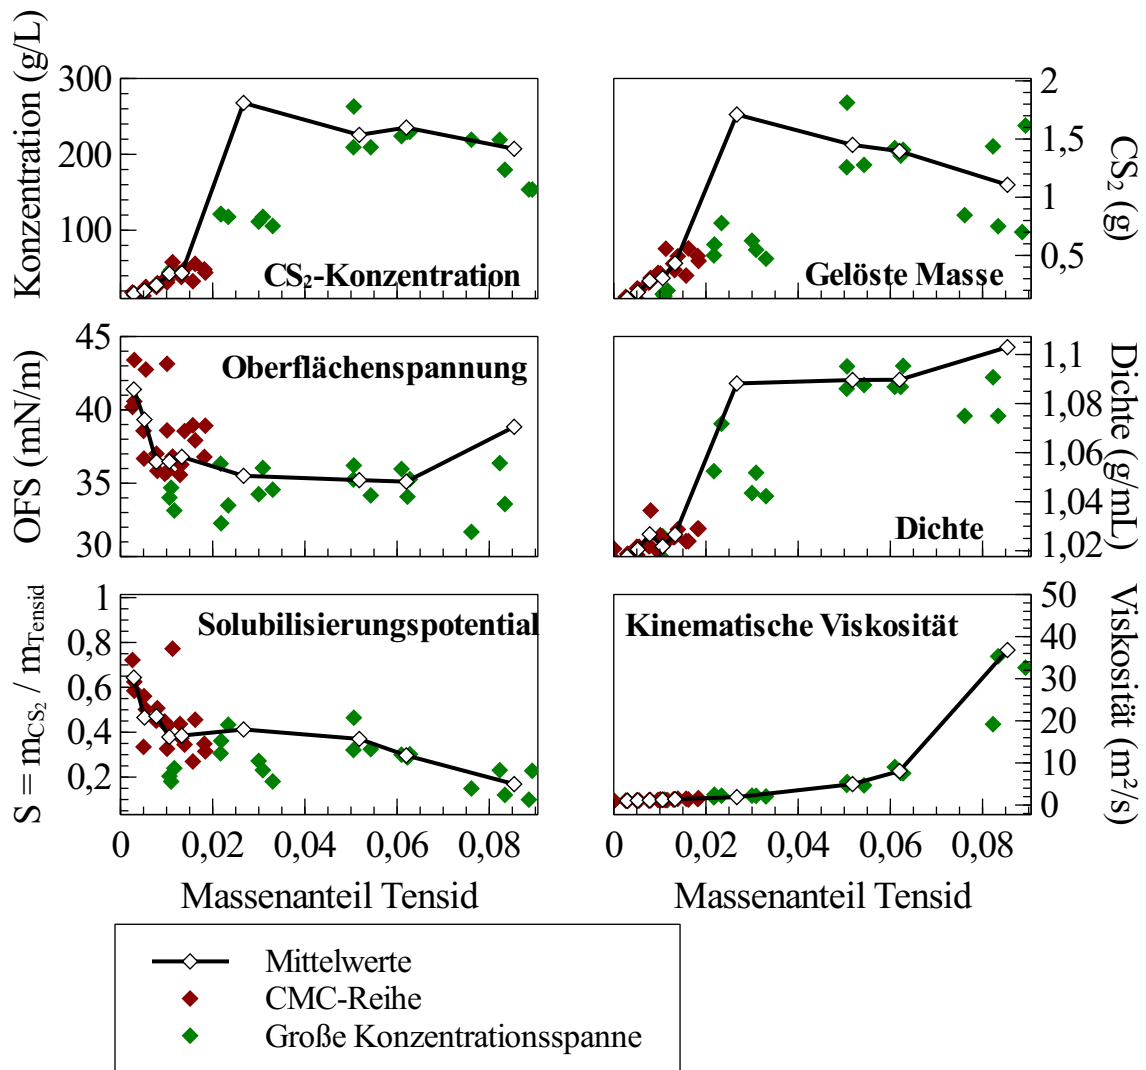 Konzentration (g/L)
300
200
100
CS₂-Konzentration
2
1,5
1
0,5
CS₂ (g)
Gelöste Masse
OFS (mN/m)
45
40
35
30
Oberflächenspannung
1,1
1,08
1,06
1,04
1,02
Dichte (g/mL)
Dichte
S = m_CS₂ / m_Tensid
1
0,8
0,6
0,4
0,2
Solubilisierungspotential
Kinematische Viskosität
50
40
30
20
10
0
Viskosität (m²/s)
0 0,02 0,04 0,06 0,08
0 0,02 0,04 0,06 0,08
Massenanteil Tensid
Massenanteil Tensid
Mittelwerte
CMC-Reihe
Große Konzentrationsspanne